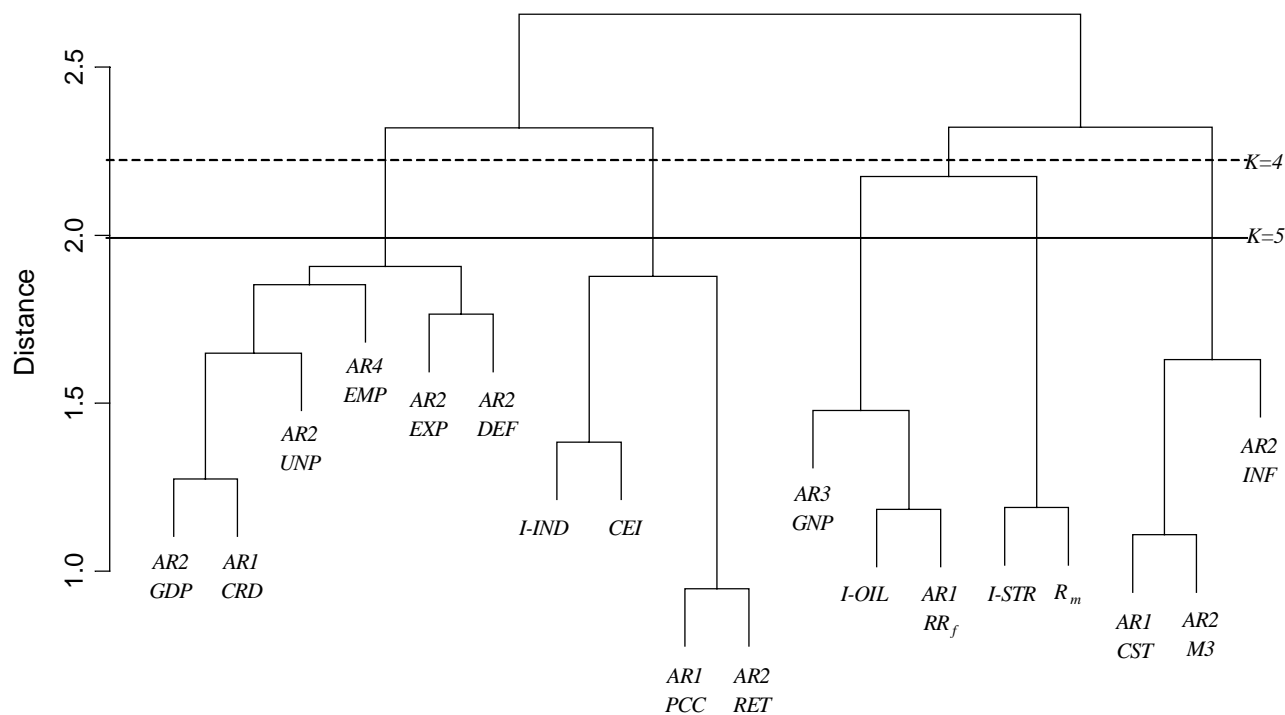 2.5
K=4
2.0
K=5
Distance
AR4
EMP
AR2
EXP
AR2
DEF
1.5
AR2
UNP
AR2
INF
AR3
GNP
I-IND
CEI
1.0
AR2
GDP
AR1
CRD
I-OIL
AR1
RRf
I-STR
Rm
AR1
CST
AR2
M3
AR1
PCC
AR2
RET